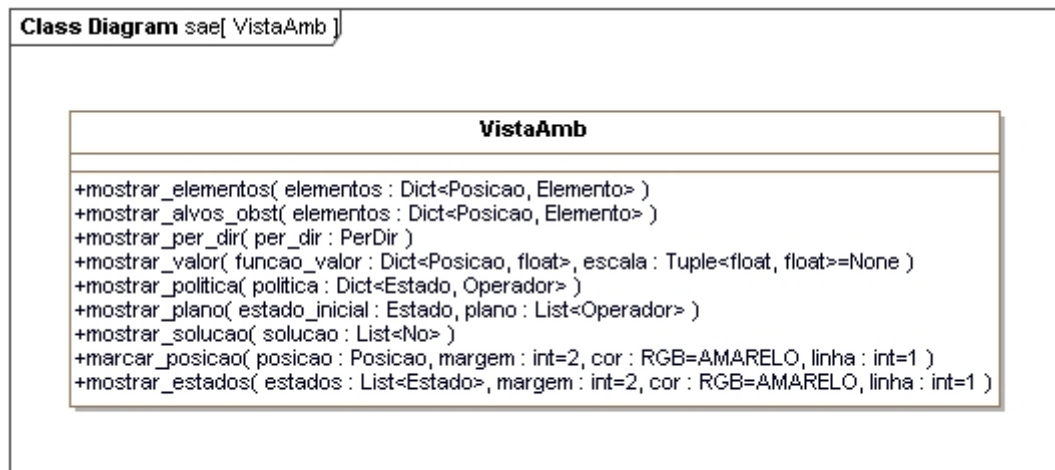 Class Diagram sae[ VistaAmb ]
VistaAmb
+mostrar_elementos( elementos : Dict<Posicao, Elemento> )
+mostrar_alvos_obst( elementos : Dict<Posicao, Elemento> )
+mostrar_per_dir( per_dir : PerDir )
+mostrar_valor( funcao_valor : Dict<Posicao, float>, escala : Tuple<float, float>=None )
+mostrar_politica( politica : Dict<Estado, Operador> )
+mostrar_plano( estado_inicial : Estado, plano : List<Operador> )
+mostrar_solucao( solucao : List<No> )
+marcar_posicao( posicao : Posicao, margem : int=2, cor : RGB=AMARELO, linha : int=1 )
+mostrar_estados( estados : List<Estado>, margem : int=2, cor : RGB=AMARELO, linha : int=1 )